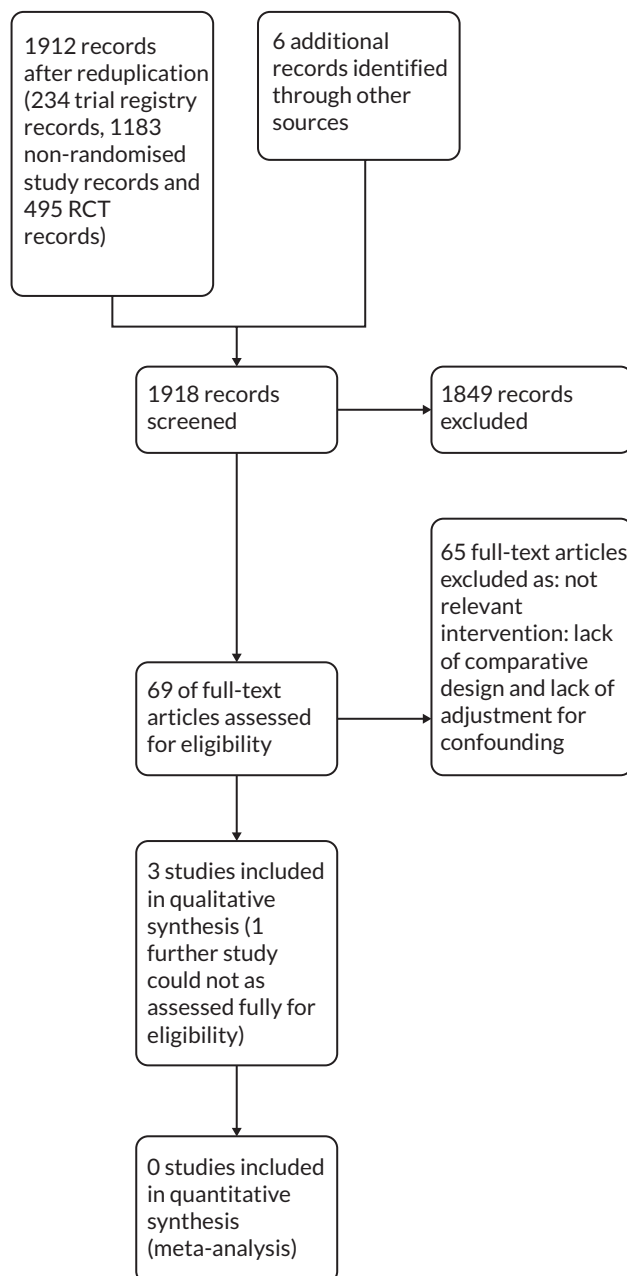 1912 records
after reduplication
(234 trial registry
records, 1183
non-randomised
study records and
495 RCT
records)
6 additional
records identified
through other
sources
1918 records
screened
1849 records
excluded
65 full-text articles
excluded as: not
relevant
intervention: lack
of comparative
design and lack of
adjustment for
confounding
69 of full-text
articles assessed
for eligibility
3 studies included
in qualitative
synthesis (1
further study
could not as
assessed fully for
eligibility)
0 studies included
in quantitative
synthesis
(meta-analysis)